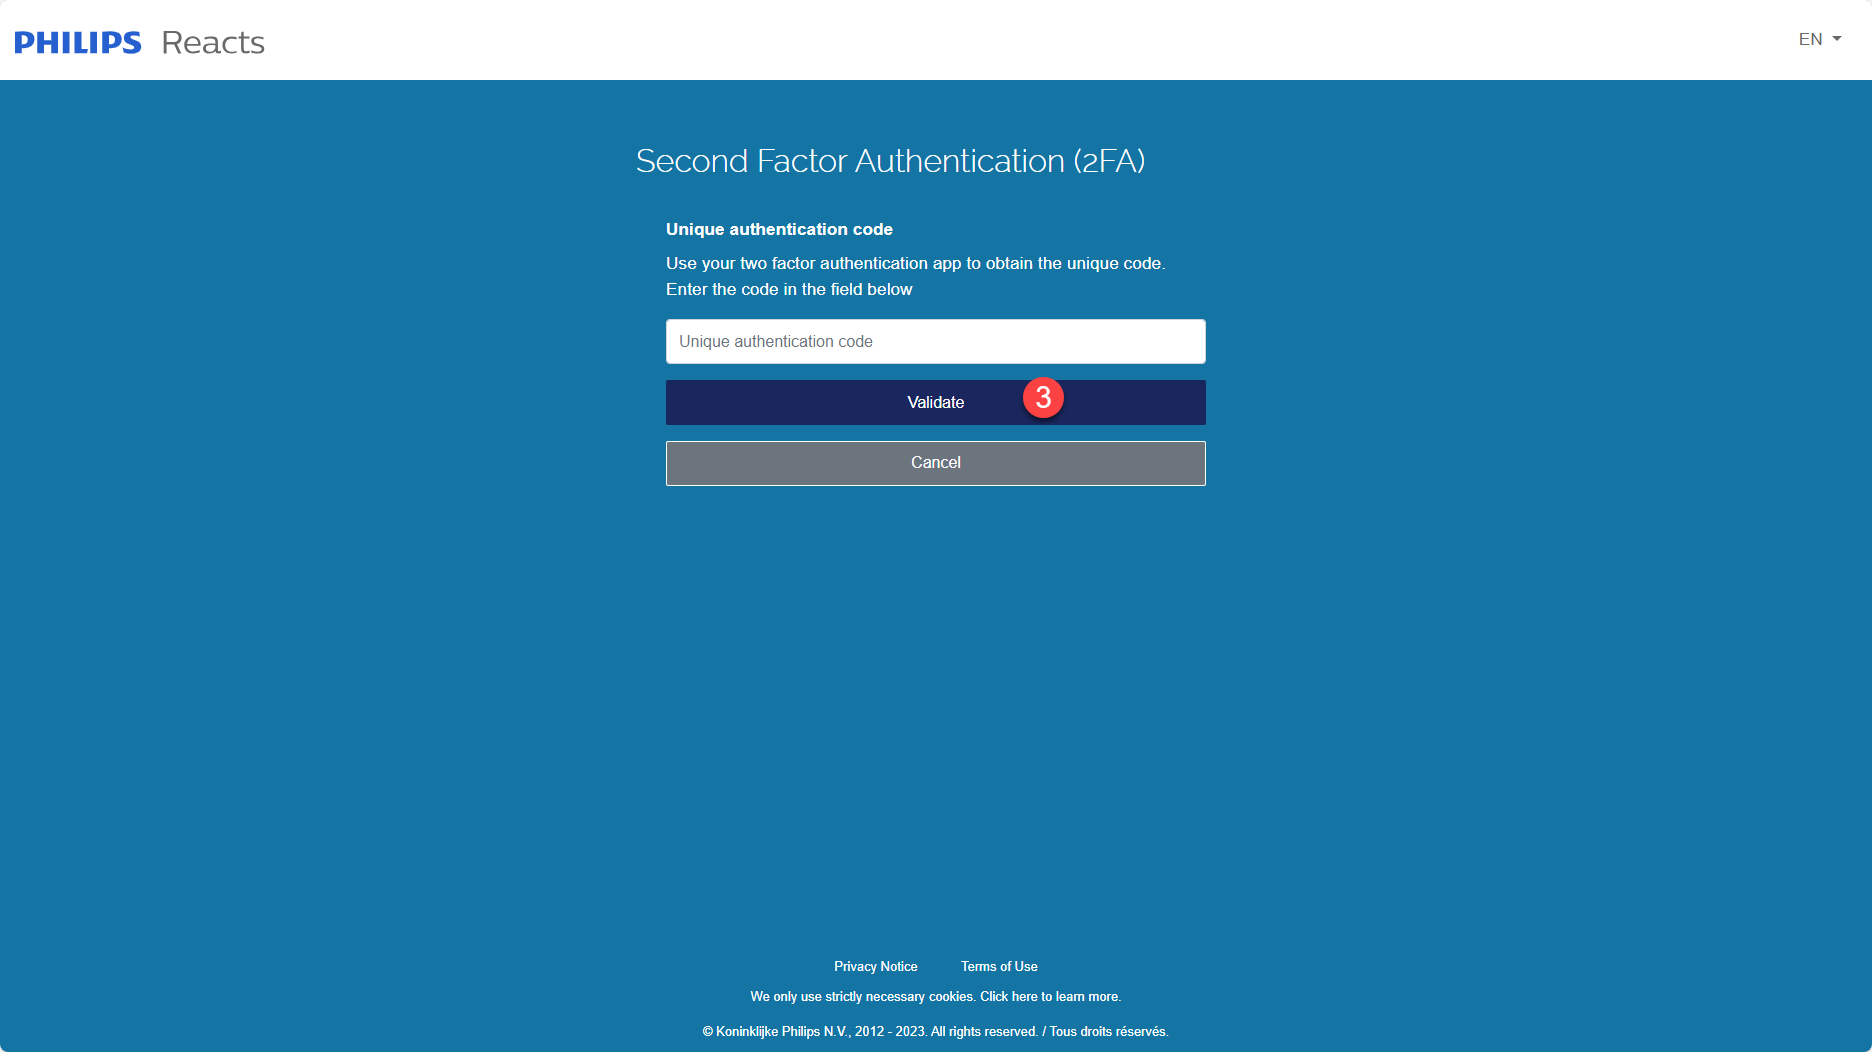 PHILIPS Reacts
EN
Second Factor Authentication (2FA)
Unique authentication code
Use your two factor authentication app to obtain the unique code.
Enter the code in the field below
Unique authentication code
Validate 3
Cancel
Privacy Notice Terms of Use
We only use strictly necessary cookies. Click here to learn more.
© Koninklijke Philips N.V., 2012 - 2023. All rights reserved. / Tous droits réservés.